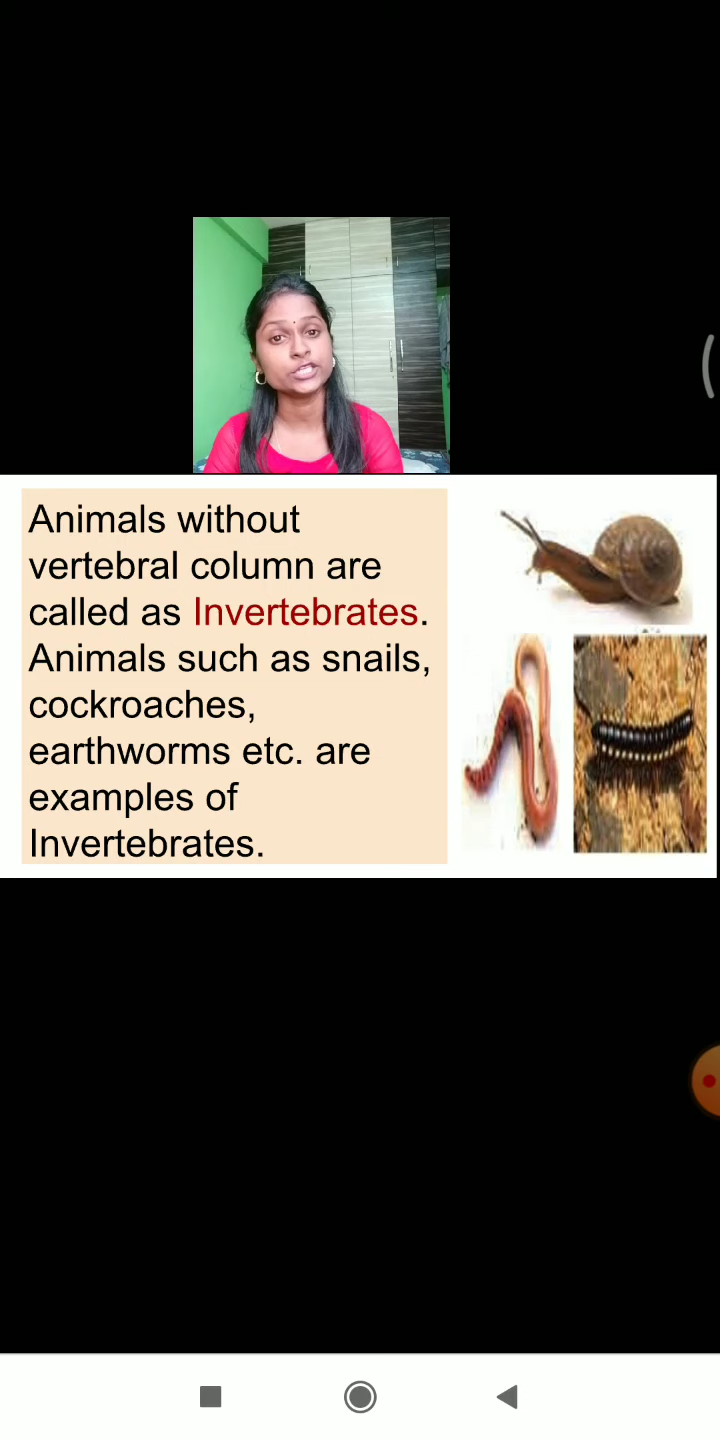 Animals without
vertebral column are
called as Invertebrates.
Animals such as snails,
cockroaches,
earthworms etc. are
examples of
Invertebrates.